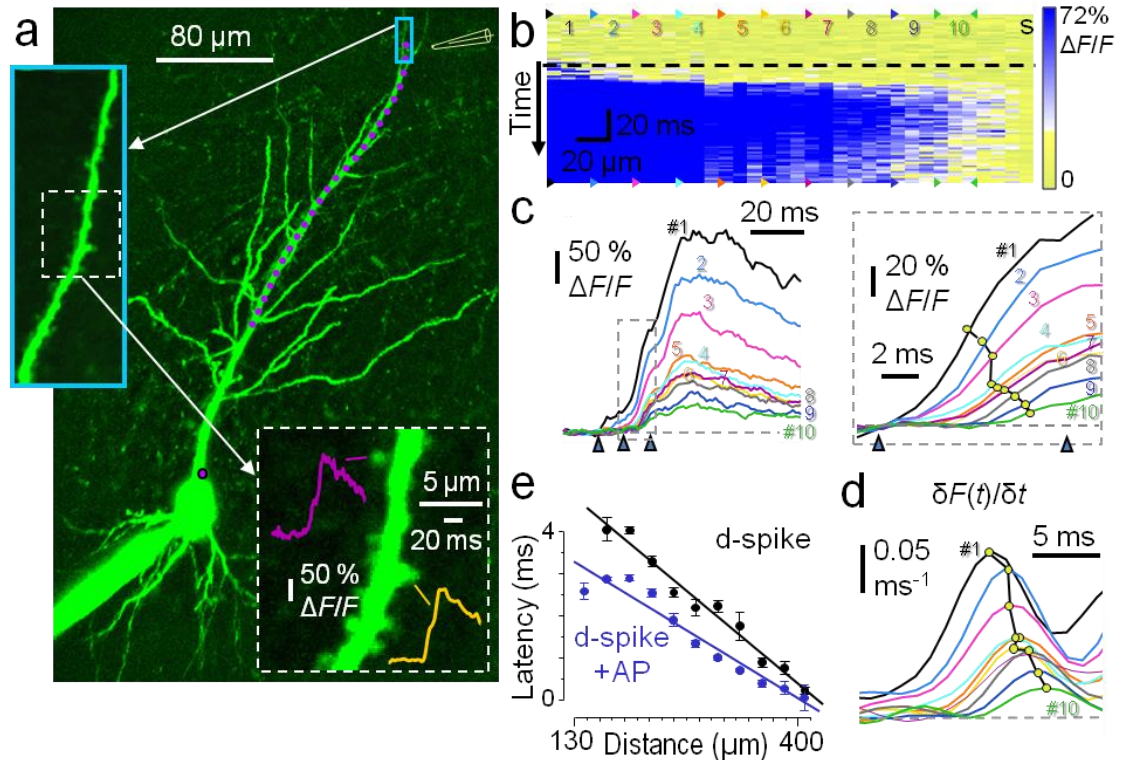 a
80 µm
5 µm
20 ms
50 %
ΔF/F
b
1 2 3 4 5 6 7 8 9 10 S
Time
20 ms
20 µm
72%
ΔF/F
0
c
20 ms
50 %
ΔF/F
#1
2
3
5 4
6 7
8
9
#10
20 %
ΔF/F
2 ms
#1
2
3
4 5
6 7
8
9
#10
d
δF(t)/δt
0.05
ms⁻¹
5 ms
#1
#10
e
Latency (ms)
4
0
d-spike
d-spike
+AP
130 Distance (µm) 400